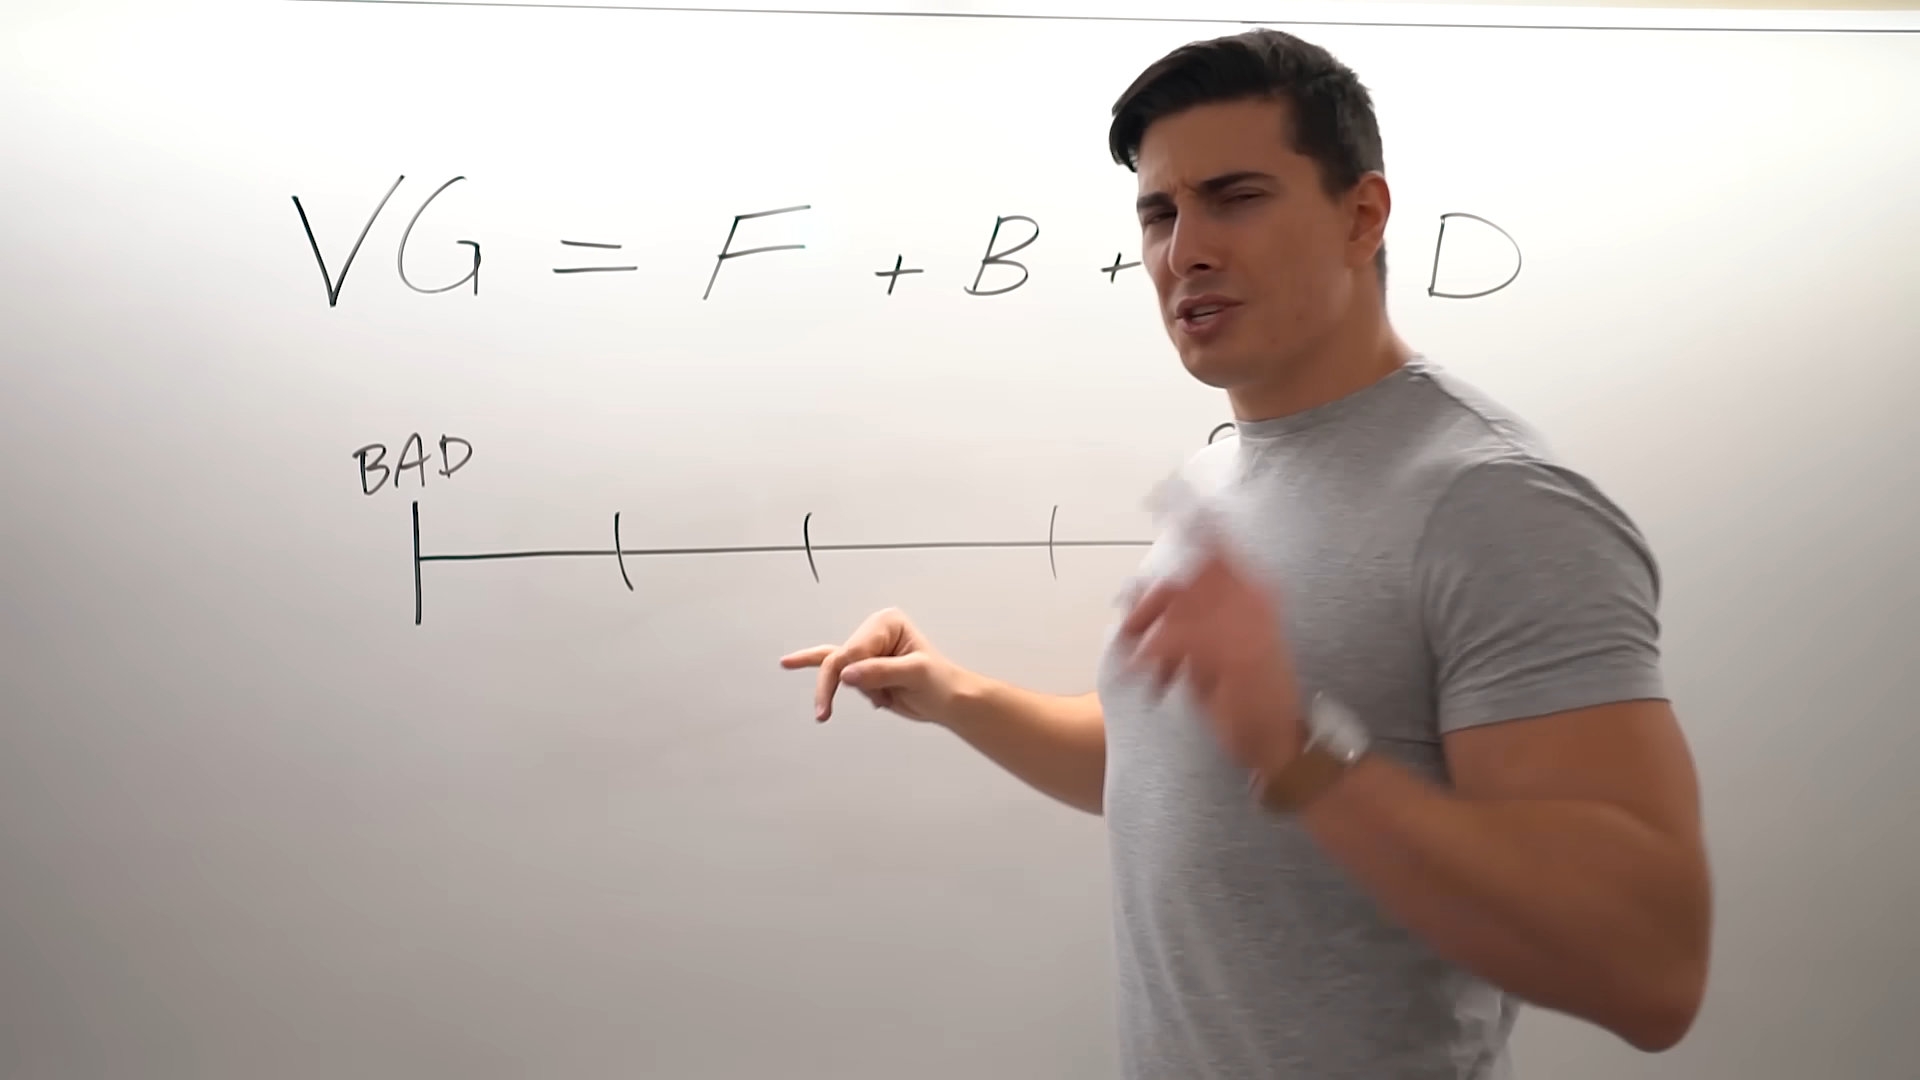 VG = F + B + D
BAD